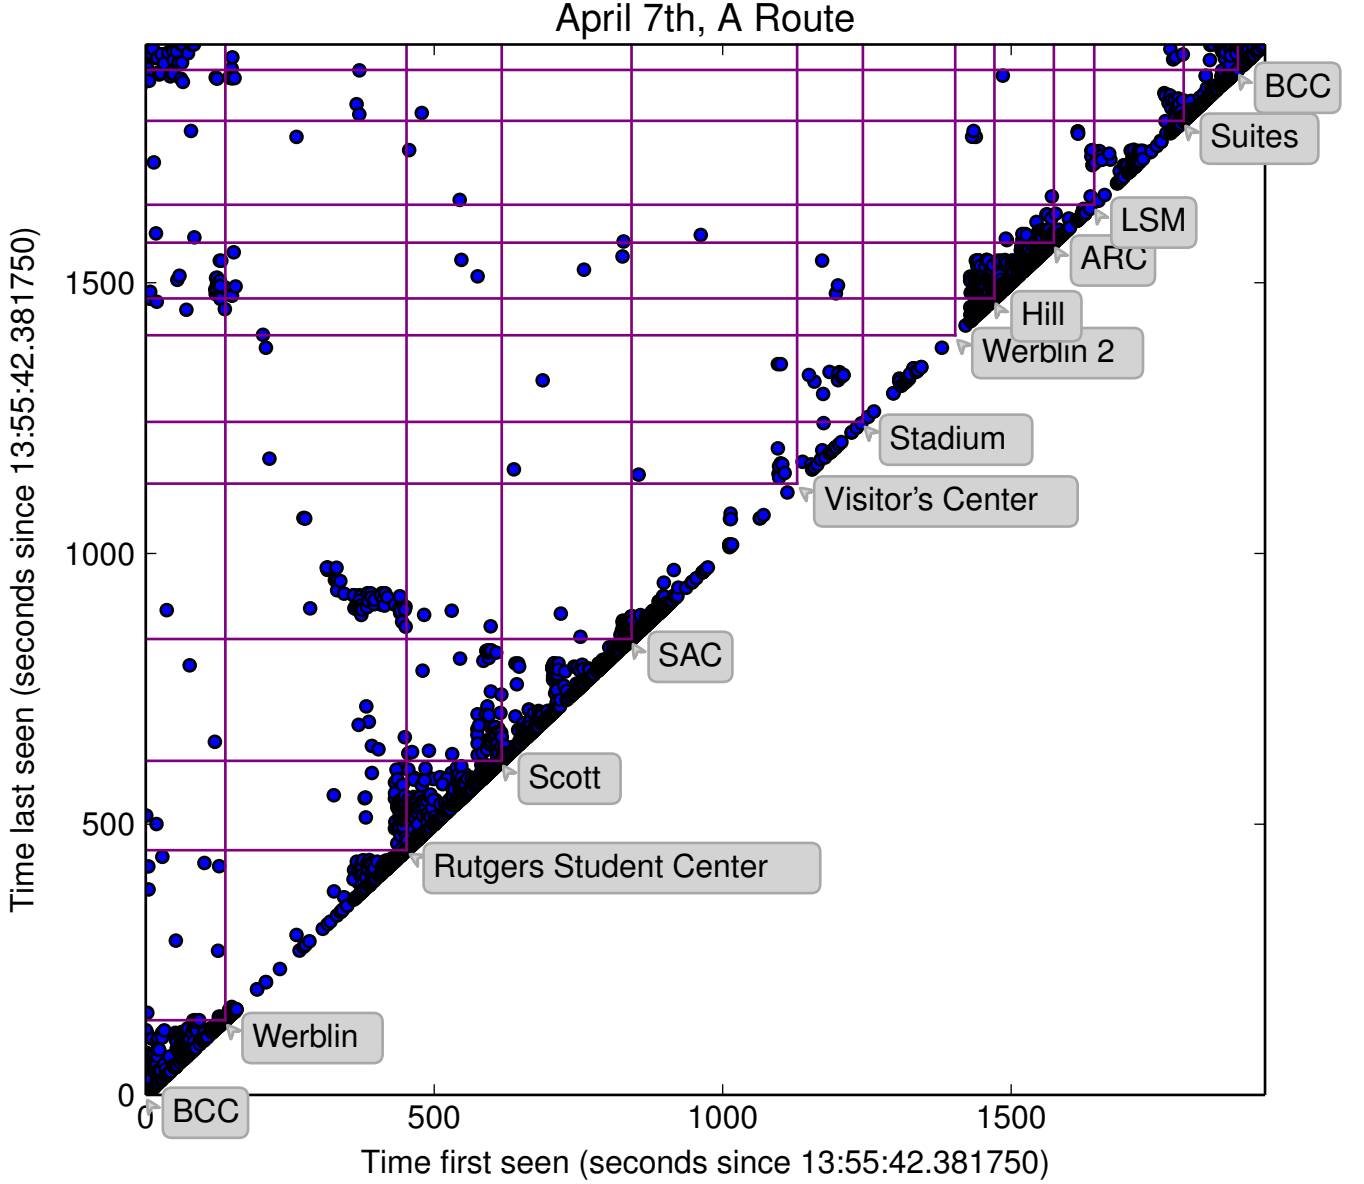 April 7th, A Route
BCC
Suites
LSM
ARC
Hill
Werblin 2
Stadium
Visitor's Center
SAC
Scott
Rutgers Student Center
Werblin
BCC
1500
1000
500
0
0
500
1000
1500
Time last seen (seconds since 13:55:42.381750)
Time first seen (seconds since 13:55:42.381750)